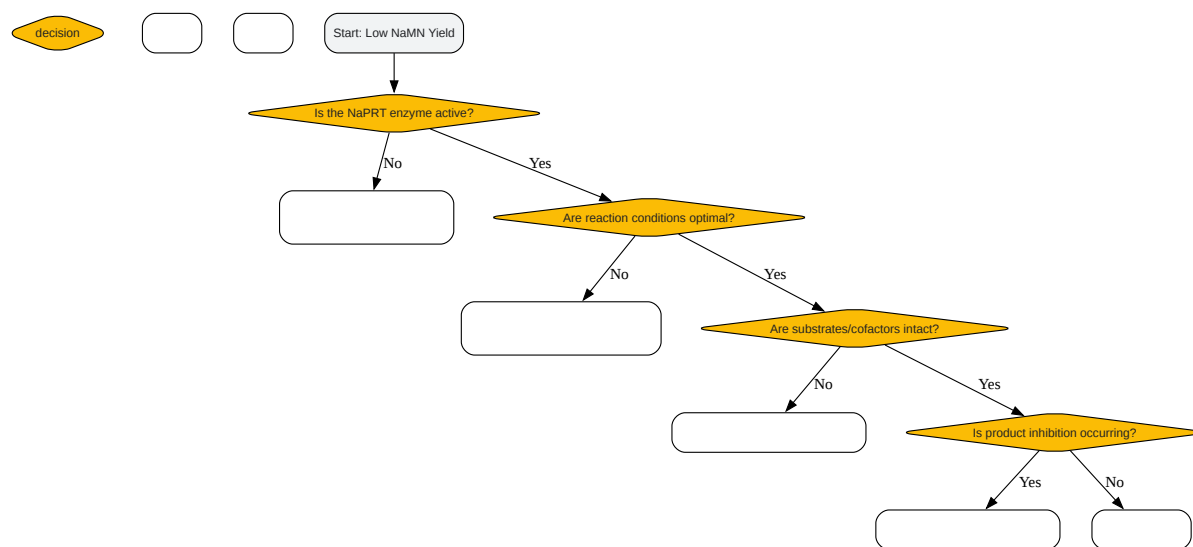 decision
Start: Low NaMN Yield
Is the NaPRT enzyme active?
No
Yes
Are reaction conditions optimal?
No
Yes
Are substrates/cofactors intact?
No
Yes
Is product inhibition occurring?
Yes
No